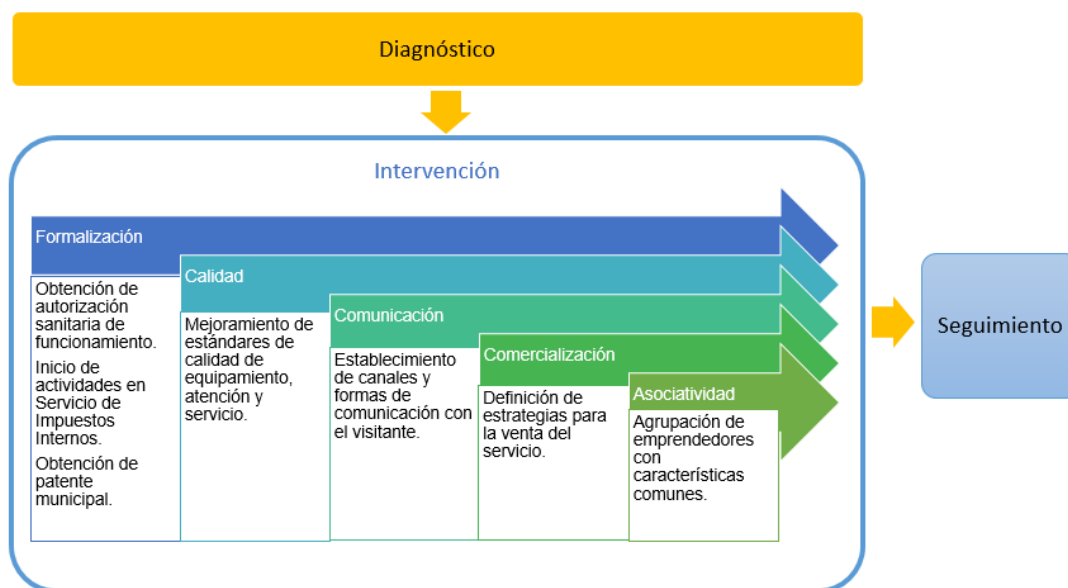 Diagnóstico
Intervención
Formalización
Obtención de
autorización
sanitaria de
funcionamiento.
Inicio de
actividades en
Servicio de
Impuestos
Internos.
Obtención de
patente
municipal.
Calidad
Mejoramiento de
estándares de
calidad de
equipamiento,
atención y
servicio.
Comunicación
Establecimiento
de canales y
formas de
comunicación con
el visitante.
Comercialización
Definición de
estrategias para
la venta del
servicio.
Asociatividad
Agrupación de
emprendedores
con
características
comunes.
Seguimiento